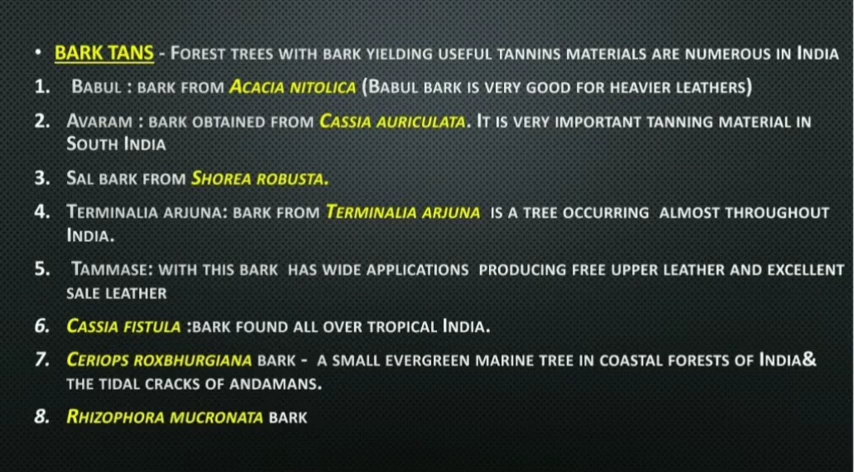 • BARK TANS - FOREST TREES WITH BARK YIELDING USEFUL TANNINS MATERIALS ARE NUMEROUS IN INDIA
1. BABUL : BARK FROM ACACIA NITOLICA (BABUL BARK IS VERY GOOD FOR HEAVIER LEATHERS)
2. AVARAM : BARK OBTAINED FROM CASSIA AURICULATA. IT IS VERY IMPORTANT TANNING MATERIAL IN
SOUTH INDIA
3. SAL BARK FROM SHOREA ROBUSTA.
4. TERMINALIA ARJUNA: BARK FROM TERMINALIA ARJUNA IS A TREE OCCURRING ALMOST THROUGHOUT
INDIA.
5. TAMMASE: WITH THIS BARK HAS WIDE APPLICATIONS PRODUCING FREE UPPER LEATHER AND EXCELLENT
SALE LEATHER
6. CASSIA FISTULA :BARK FOUND ALL OVER TROPICAL INDIA.
7. CERIOPS ROXBHURGIANA BARK - A SMALL EVERGREEN MARINE TREE IN COASTAL FORESTS OF INDIA&
THE TIDAL CRACKS OF ANDAMANS.
8. RHIZOPHORA MUCRONATA BARK